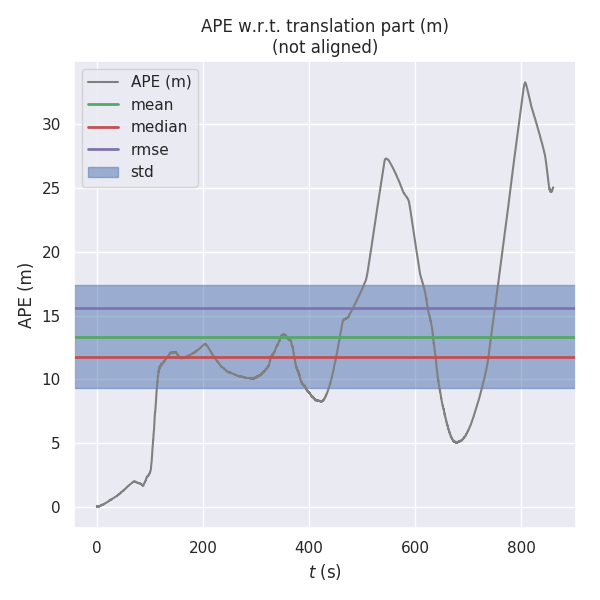 APE w.r.t. translation part (m)
(not aligned)
APE (m)
mean
median
rmse
std
APE (m)
30
25
20
15
10
5
0
0 200 400 600 800
t (s)